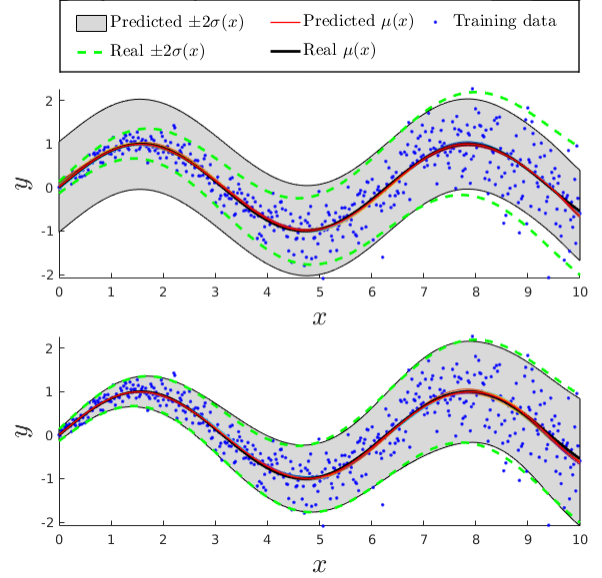 Predicted ±2σ(x) Predicted μ(x) Training data
Real ±2σ(x) Real μ(x)
2
1
0
-1
-2
y
0 1 2 3 4 5 6 7 8 9 10
x
2
1
0
-1
-2
y
0 1 2 3 4 5 6 7 8 9 10
x